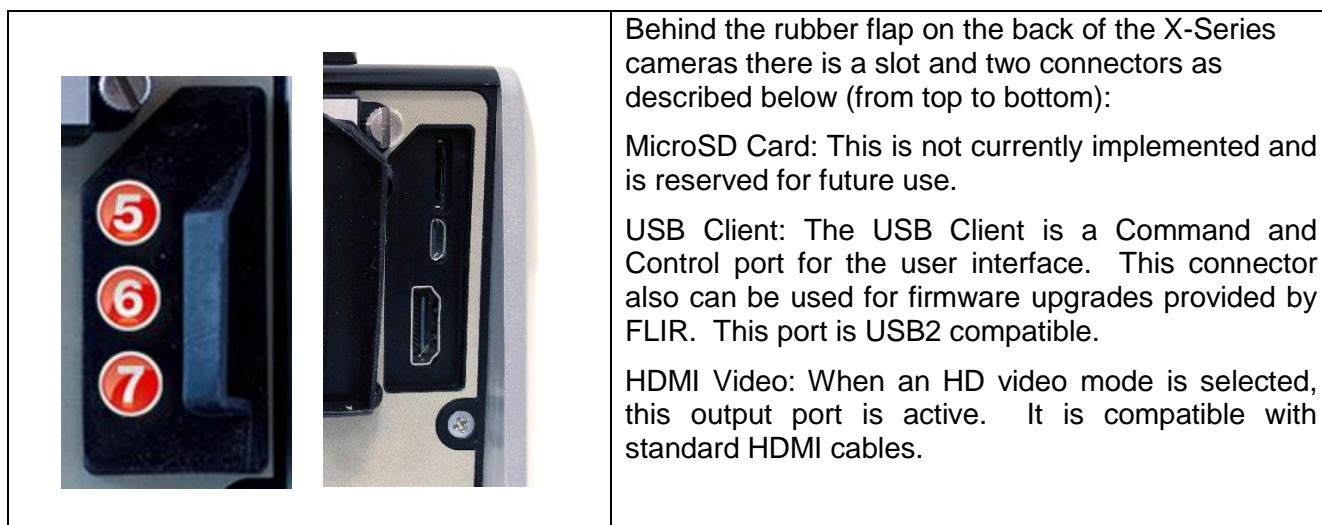 5
6
7
Behind the rubber flap on the back of the X-Series
cameras there is a slot and two connectors as
described below (from top to bottom):
MicroSD Card: This is not currently implemented and
is reserved for future use.
USB Client: The USB Client is a Command and
Control port for the user interface. This connector
also can be used for firmware upgrades provided by
FLIR. This port is USB2 compatible.
HDMI Video: When an HD video mode is selected,
this output port is active. It is compatible with
standard HDMI cables.